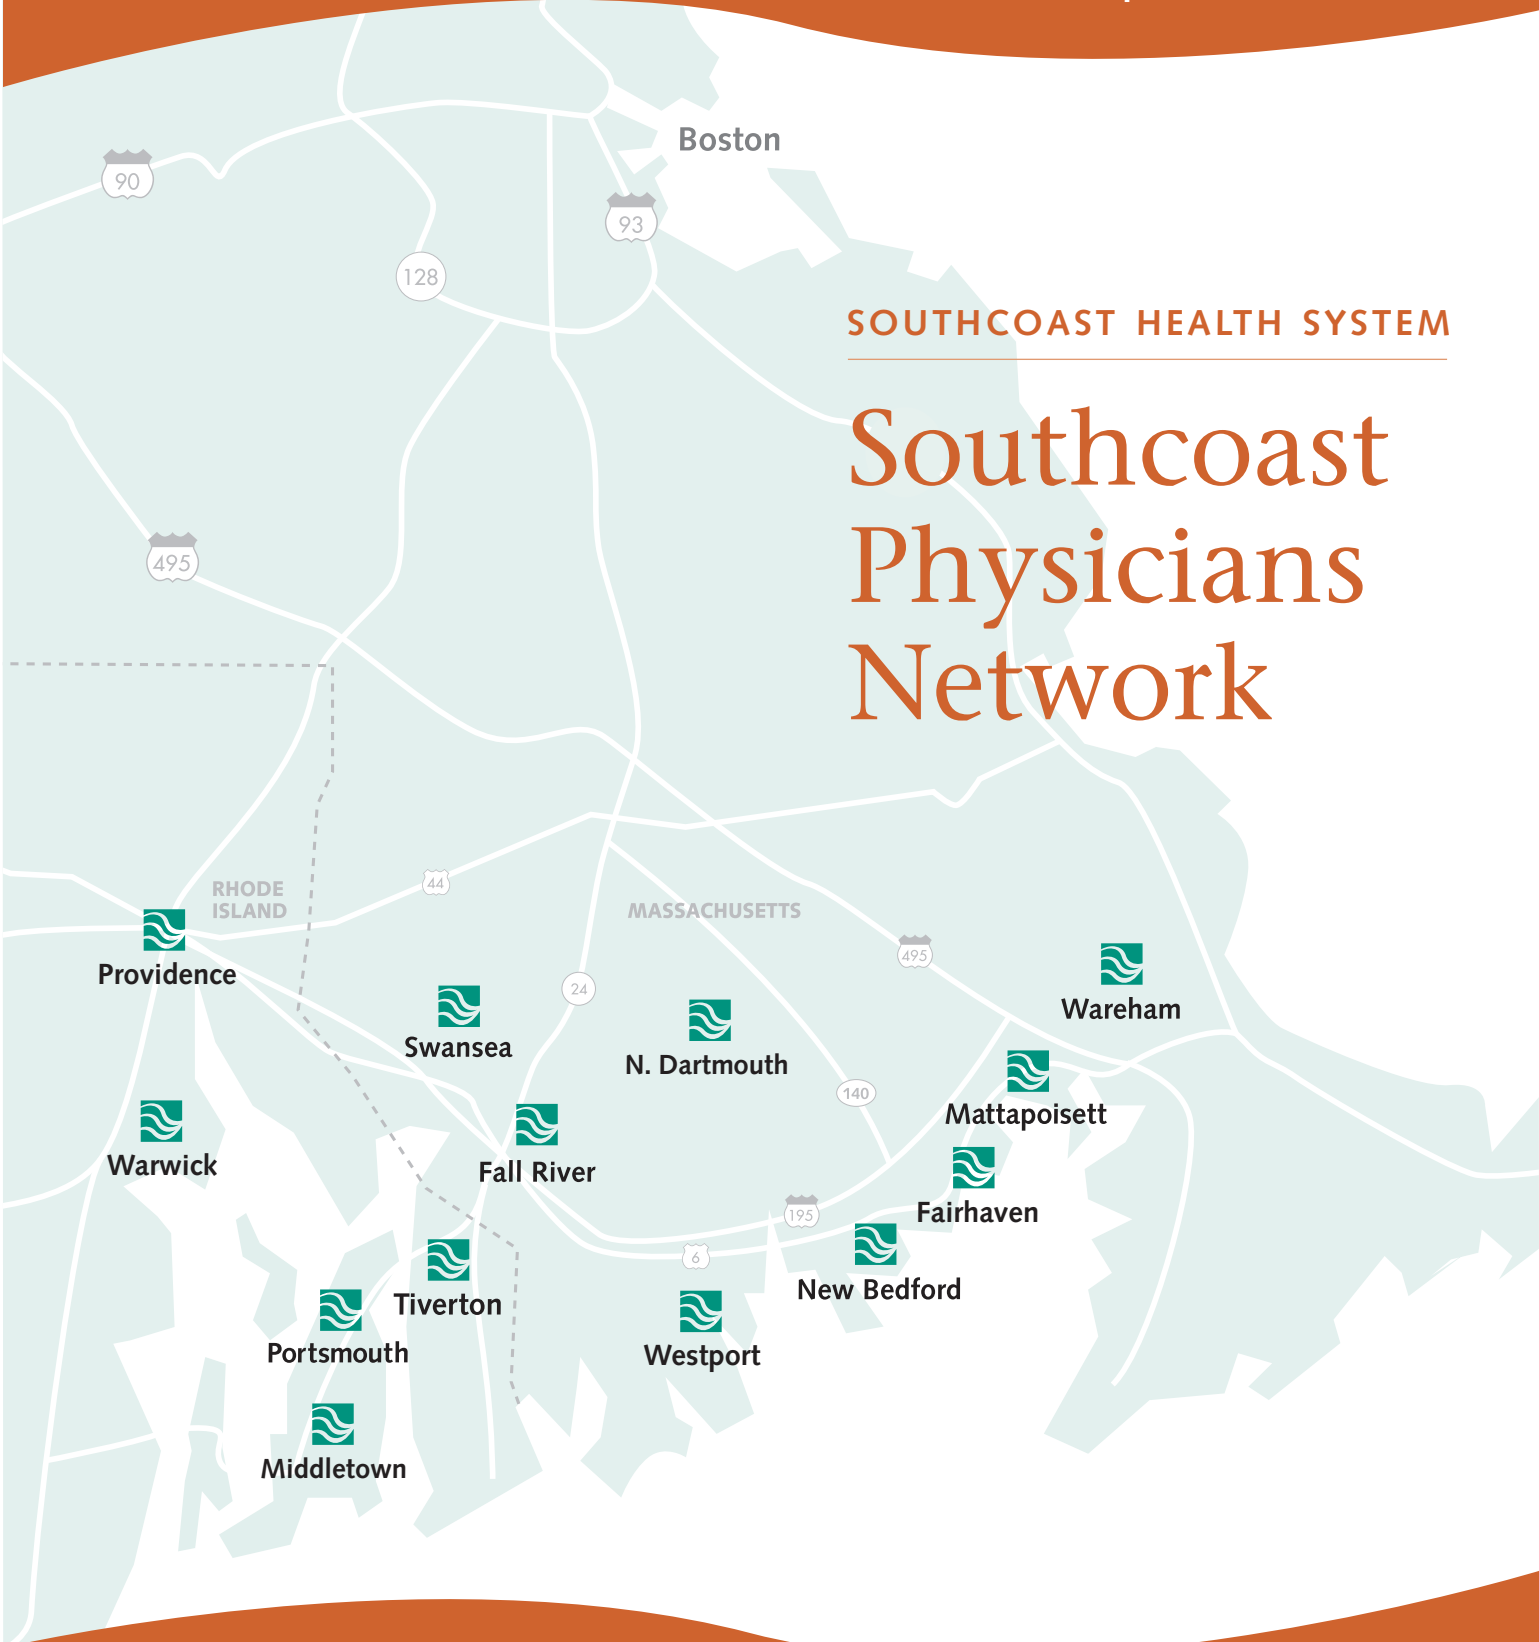 Boston
90
93
128
SOUTHCOAST HEALTH SYSTEM
Southcoast
Physicians
Network
495
RHODE
ISLAND
44
MASSACHUSETTS
495
Providence
24
Wareham
Swansea
N. Dartmouth
140
Mattapoisett
Warwick
Fall River
195
Fairhaven
6
New Bedford
Tiverton
Portsmouth
Westport
Middletown